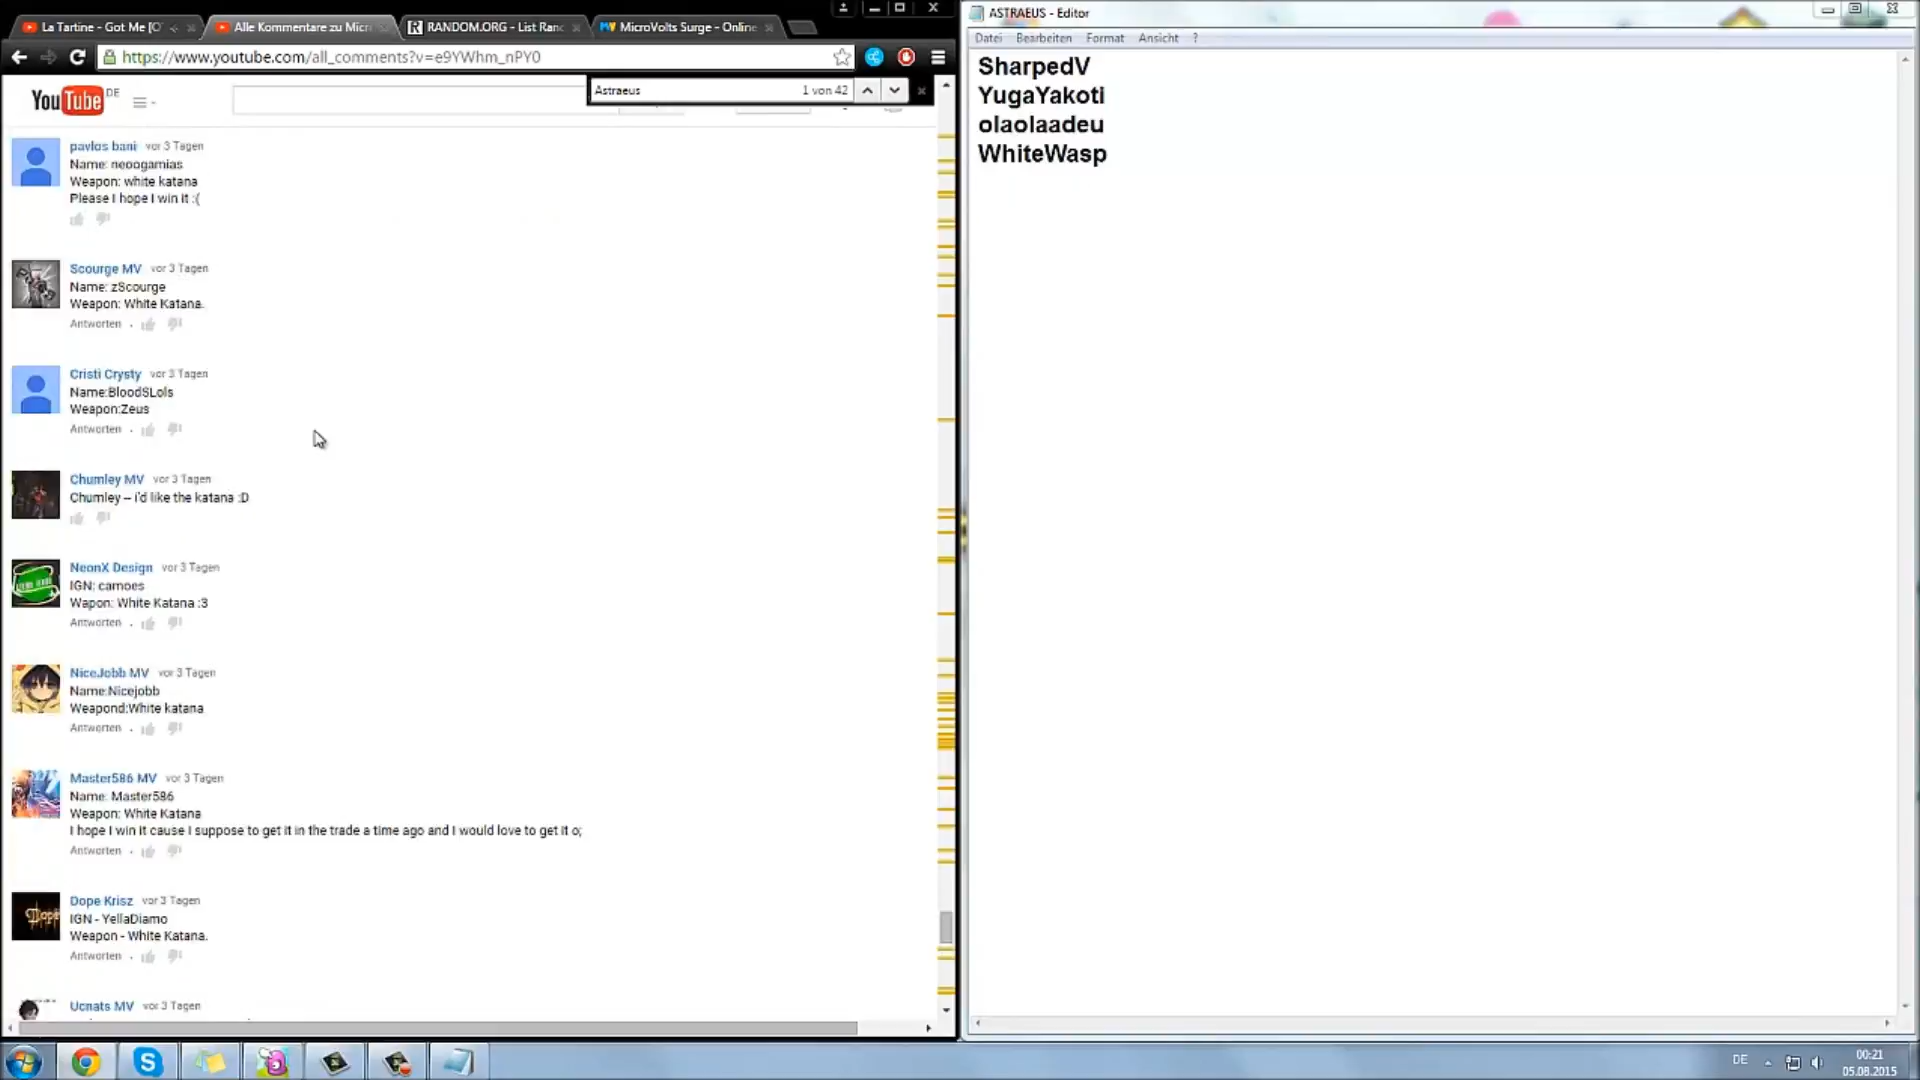 La Tartine - Got Me [O
Alle Kommentare zu Micr
RANDOM.ORG - List Ranc
MicroVolts Surge - Online
https://www.youtube.com/all_comments?v=e9YWhm_nPY0
Astraeus
1 von 42
YouTube DE
pavlos bani vor 3 Tagen
Name: neoogamias
Weapon: white katana
Please I hope I win it :(
Scourge MV vor 3 Tagen
Name: zScourge
Weapon: White Katana.
Antworten
Cristi Crysty vor 3 Tagen
Name:BloodSLols
Weapon:Zeus
Antworten
Chumley MV vor 3 Tagen
Chumley – i'd like the katana :D
NeonX Design vor 3 Tagen
IGN: camoes
Wapon: White Katana :3
Antworten
NiceJobb MV vor 3 Tagen
Name:Nicejobb
Weapond:White katana
Antworten
Master586 MV vor 3 Tagen
Name: Master586
Weapon: White Katana
I hope I win it cause I suppose to get it in the trade a time ago and I would love to get it o;
Antworten
Dope Krisz vor 3 Tagen
IGN - YellaDiamo
Weapon - White Katana.
Antworten
Ucnats MV vor 3 Tagen
ASTRAEUS - Editor
Datei Bearbeiten Format Ansicht ?
SharpedV
YugaYakoti
olaolaadeu
WhiteWasp
DE
00:21
05.08.2015